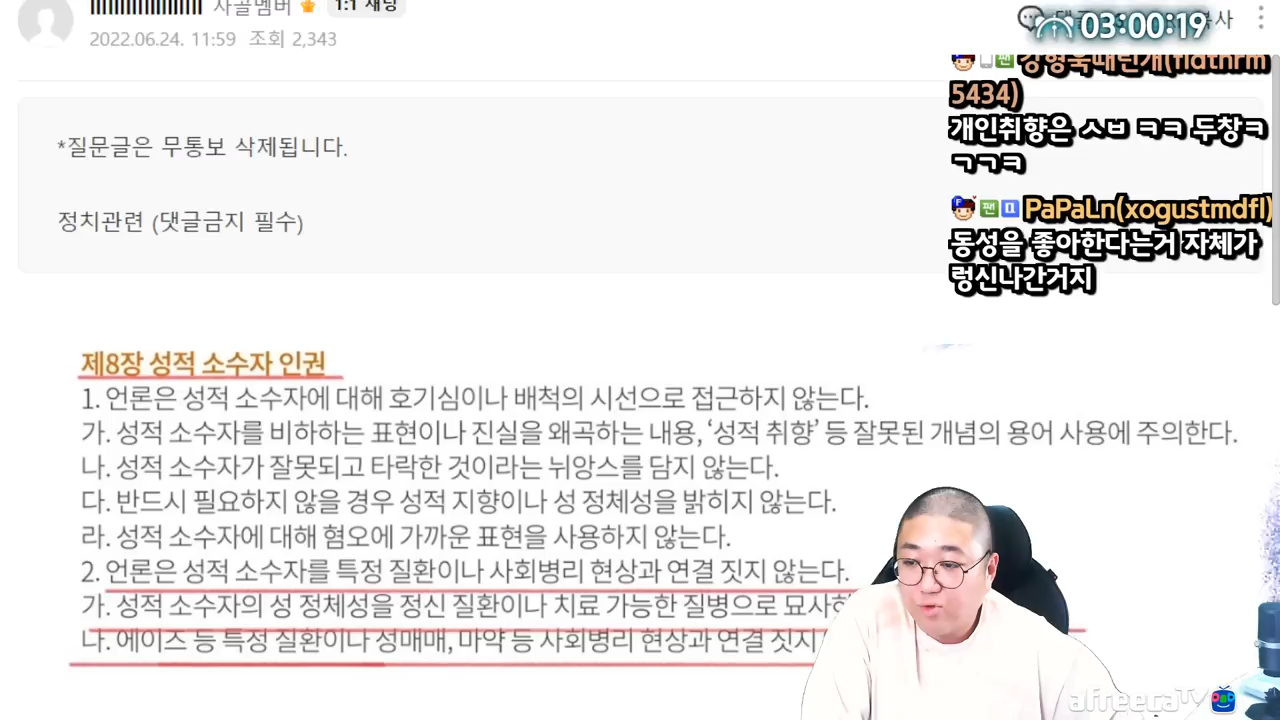 사골멤버 1:1 채팅
2022.06.24. 11:59 조회 2,343
03:00:19
*질문글은 무통보 삭제됩니다.
정치관련 (댓글금지 필수)
5434)
개인취향은 ㅅㅂ ㅋㅋ 두창ㅋ
ㄱㄱㅋ
PaPaLn(xogustmdfl)
동성을 좋아한다는거 자체가
렁신나간거지
제8장 성적 소수자 인권
1. 언론은 성적 소수자에 대해 호기심이나 배척의 시선으로 접근하지 않는다.
가. 성적 소수자를 비하하는 표현이나 진실을 왜곡하는 내용, ‘성적 취향’ 등 잘못된 개념의 용어 사용에 주의한다.
나. 성적 소수자가 잘못되고 타락한 것이라는 뉘앙스를 담지 않는다.
다. 반드시 필요하지 않을 경우 성적 지향이나 성 정체성을 밝히지 않는다.
라. 성적 소수자에 대해 혐오에 가까운 표현을 사용하지 않는다.
2. 언론은 성적 소수자를 특정 질환이나 사회병리 현상과 연결 짓지 않는다.
가. 성적 소수자의 성 정체성을 정신 질환이나 치료 가능한 질병으로
나. 에이즈 등 특정 질환이나 성매매, 마약 등 사회병리 현상과 연결 짓지
afreecaTV